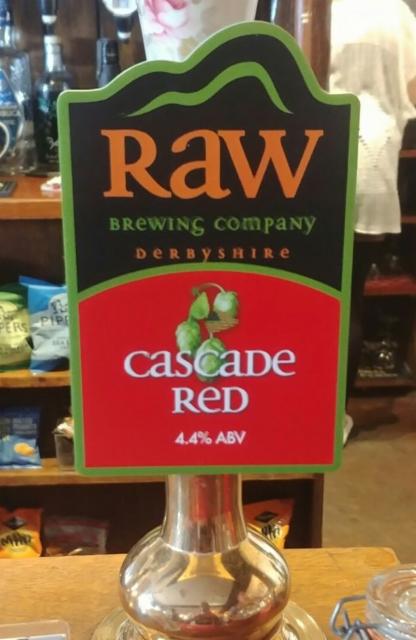 RaW
BREWING COMPANY
DERBYSHIRE
CASCADE
RED
4.4% ABV